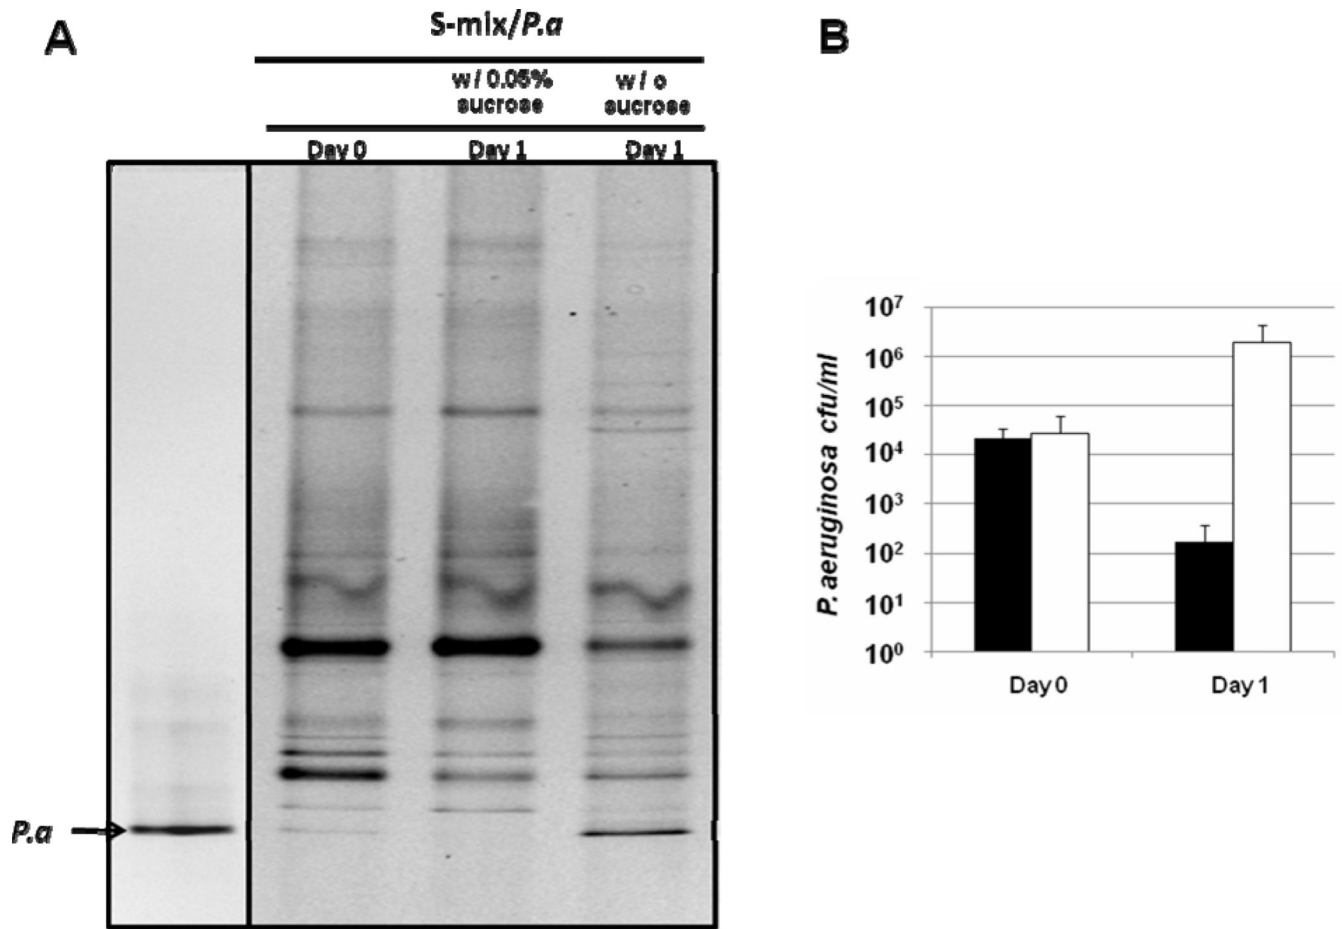 A
S-mix/P.a
w/ 0.05%
sucrose
w/o
sucrose
Day 0
Day 1
Day 1
P.a
B
P. aeruginosa cfu/ml
10⁷
10⁶
10⁵
10⁴
10³
10²
10¹
10⁰
Day 0
Day 1